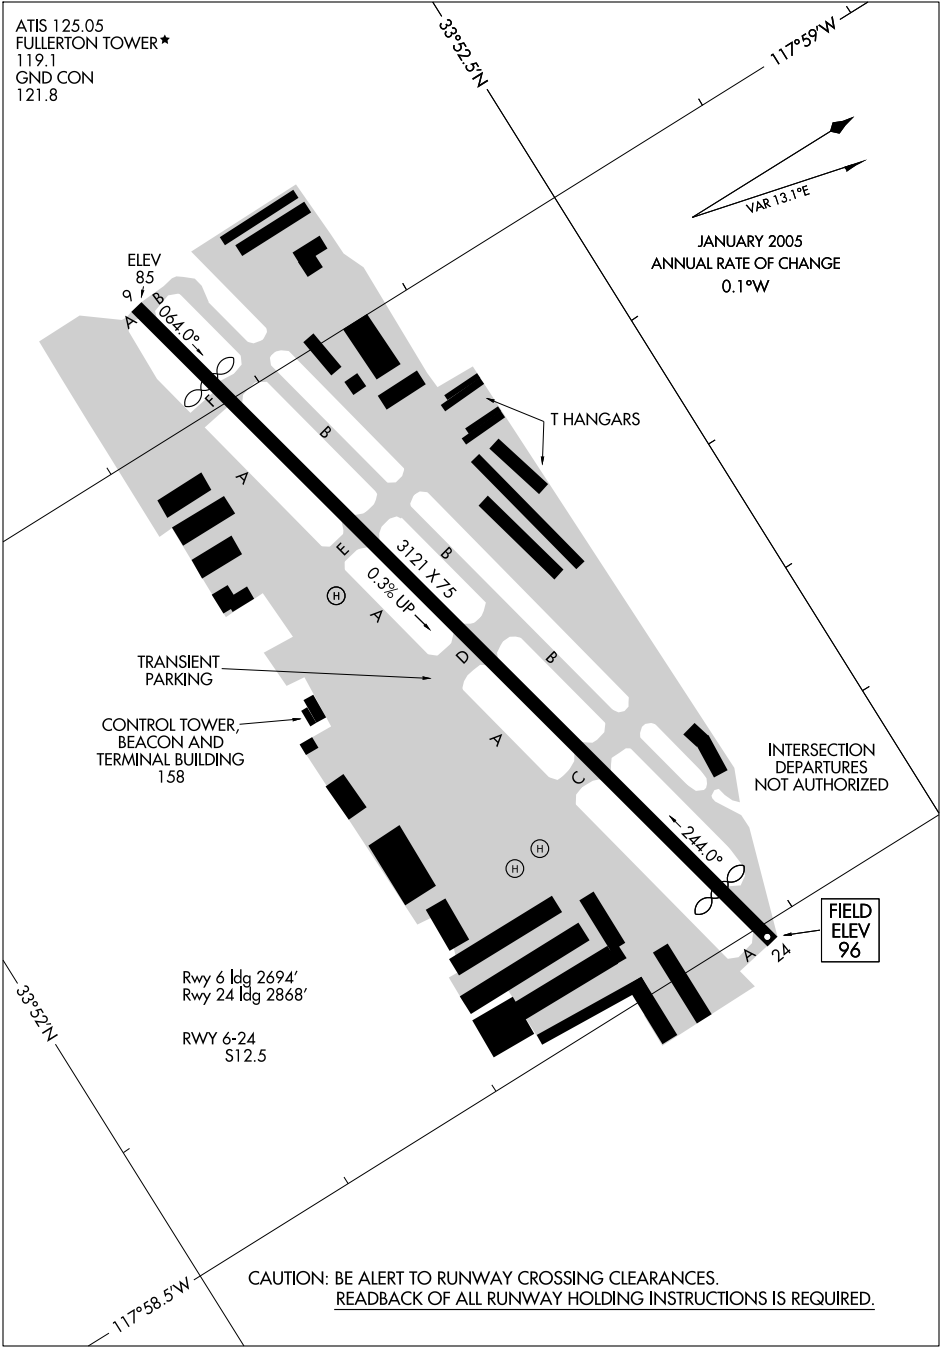 ATIS 125.05
FULLERTON TOWER★
119.1
GND CON
121.8
33°52.5'N
117°59'W
VAR 13.1°E
JANUARY 2005
ANNUAL RATE OF CHANGE
0.1°W
ELEV
85
9
A
B
064.0°
F
T HANGARS
B
A
E
B
3121 X 75
0.3% UP
H
A
D
B
TRANSIENT
PARKING
CONTROL TOWER,
BEACON AND
TERMINAL BUILDING
158
A
C
INTERSECTION
DEPARTURES
NOT AUTHORIZED
244.0°
H
H
FIELD
ELEV
96
A
24
Rwy 6 ldg 2694'
Rwy 24 ldg 2868'
RWY 6-24
S12.5
33°52'N
117°58.5'W
CAUTION: BE ALERT TO RUNWAY CROSSING CLEARANCES.
READBACK OF ALL RUNWAY HOLDING INSTRUCTIONS IS REQUIRED.